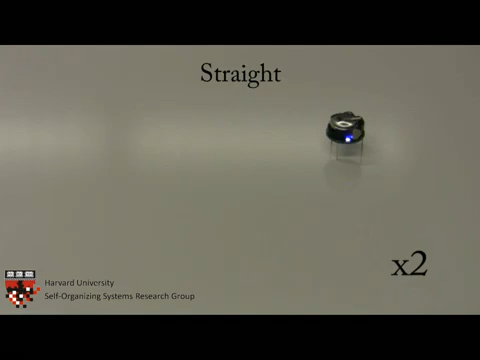 Straight
x2
Harvard University
Self-Organizing Systems Research Group